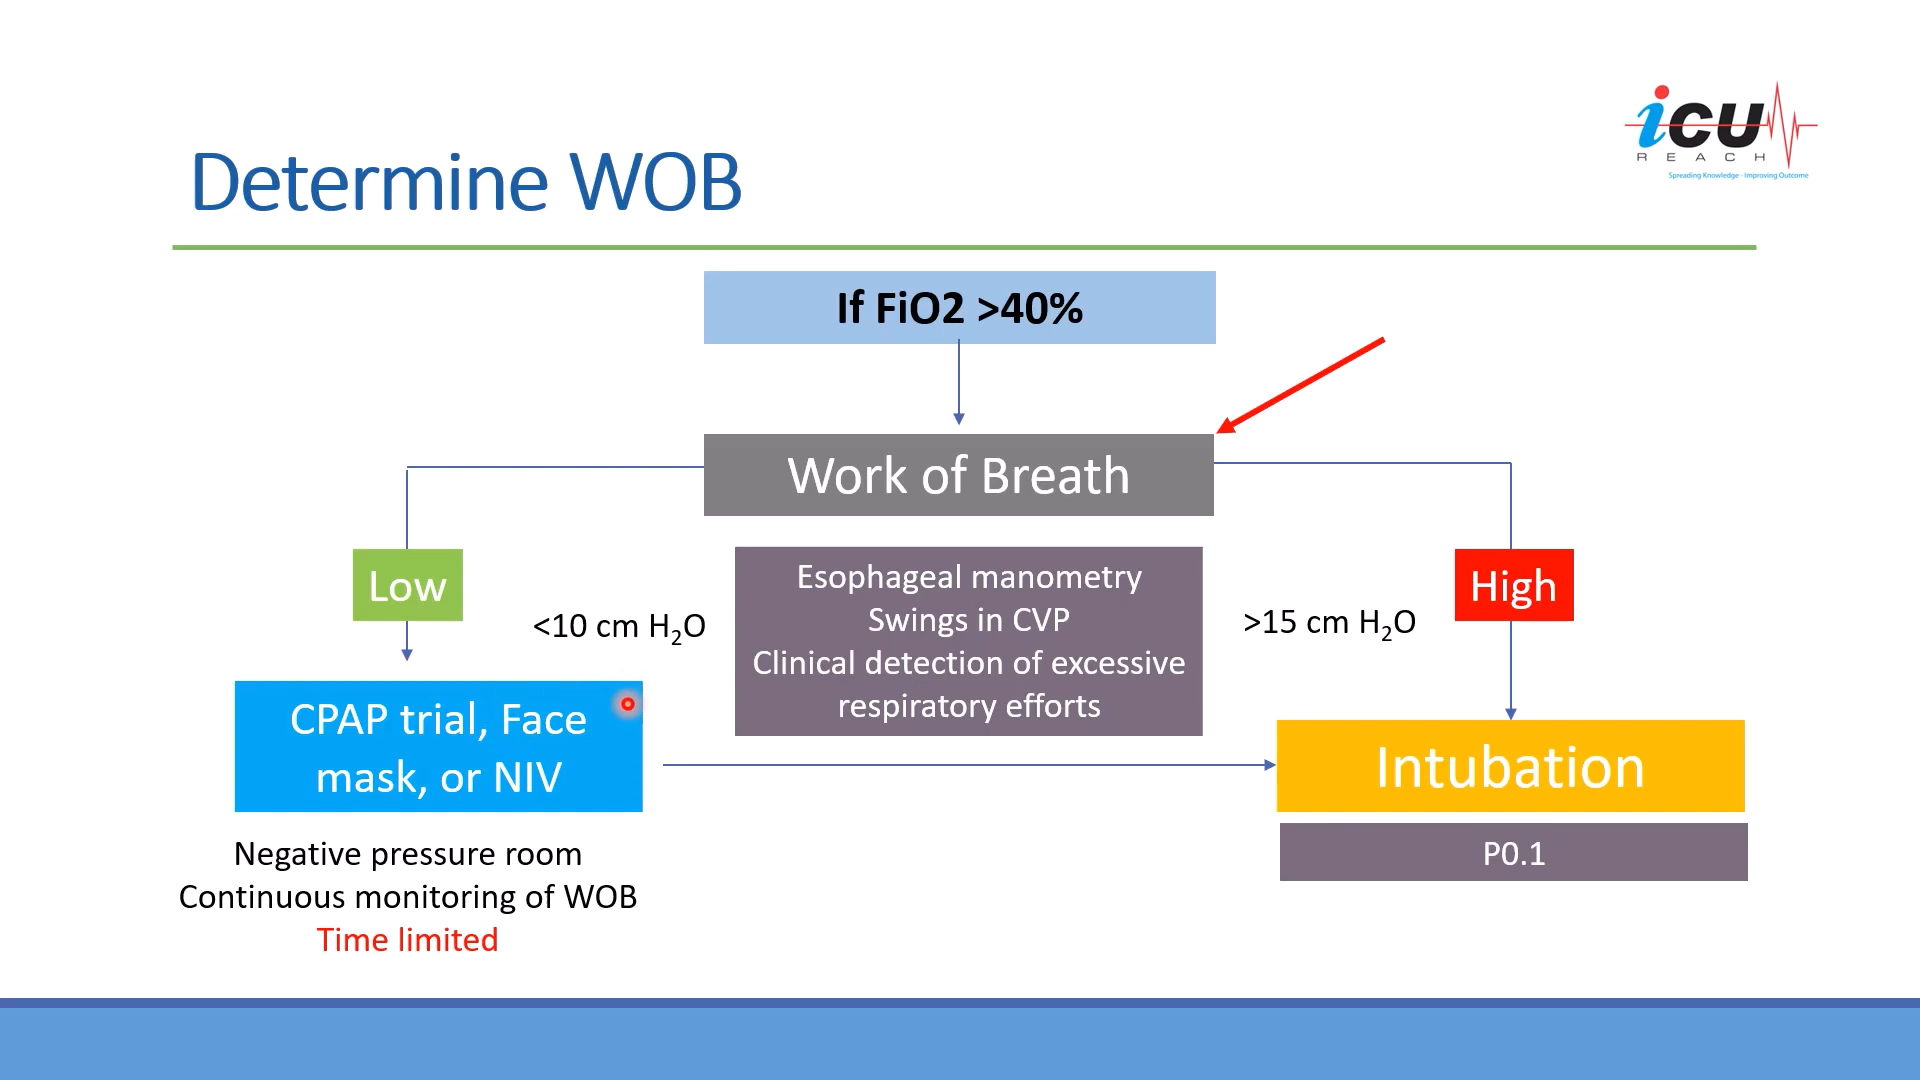 icu
REACH
Spreading Knowledge - Improving Outcome
Determine WOB
If FiO2 >40%
Work of Breath
Low
<10 cm H₂O
Esophageal manometry
Swings in CVP
Clinical detection of excessive
respiratory efforts
>15 cm H₂O
High
CPAP trial, Face
mask, or NIV
Intubation
P0.1
Negative pressure room
Continuous monitoring of WOB
Time limited